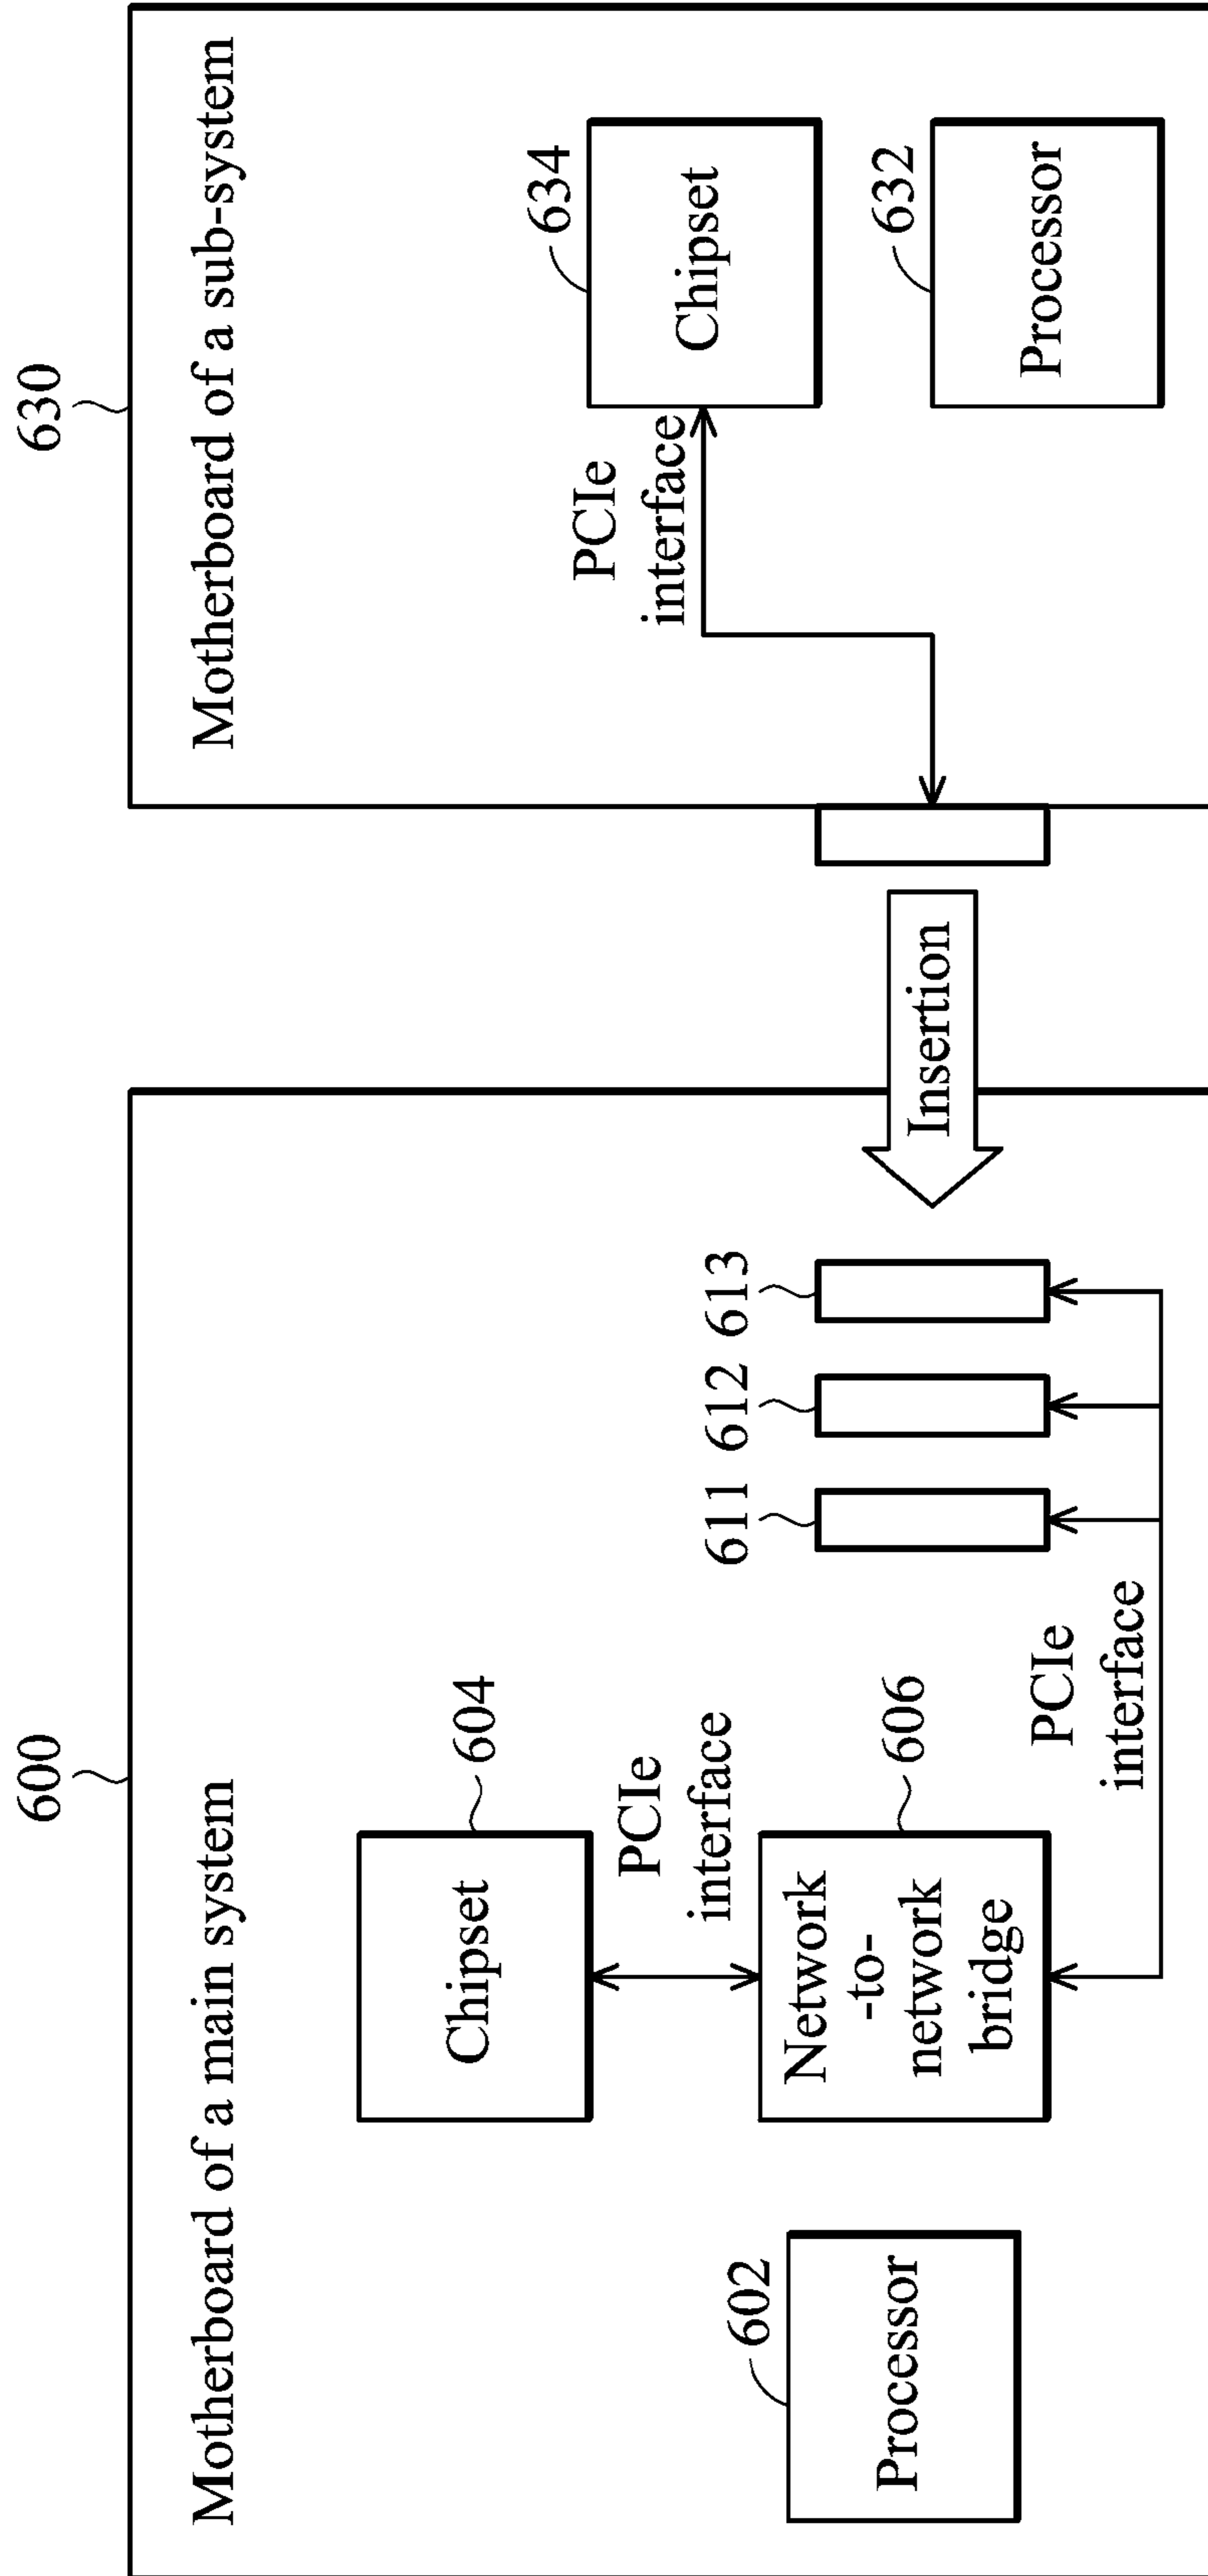 600
Motherboard of a main system
Chipset
604
PCIe
interface
Network
-to-
network
bridge
606
602
Processor
611
612
613
PCIe
interface
Insertion
630
Motherboard of a sub-system
634
Chipset
PCIe
interface
632
Processor